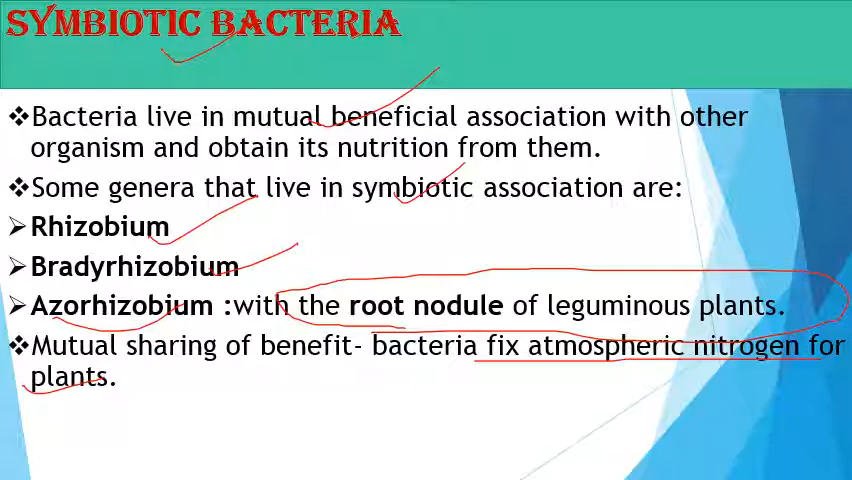 SYMBIOTIC BACTERIA
❖Bacteria live in mutual beneficial association with other
organism and obtain its nutrition from them.
❖Some genera that live in symbiotic association are:
➢Rhizobium
➢Bradyrhizobium
➢Azorhizobium :with the root nodule of leguminous plants.
❖Mutual sharing of benefit- bacteria fix atmospheric nitrogen for
plants.